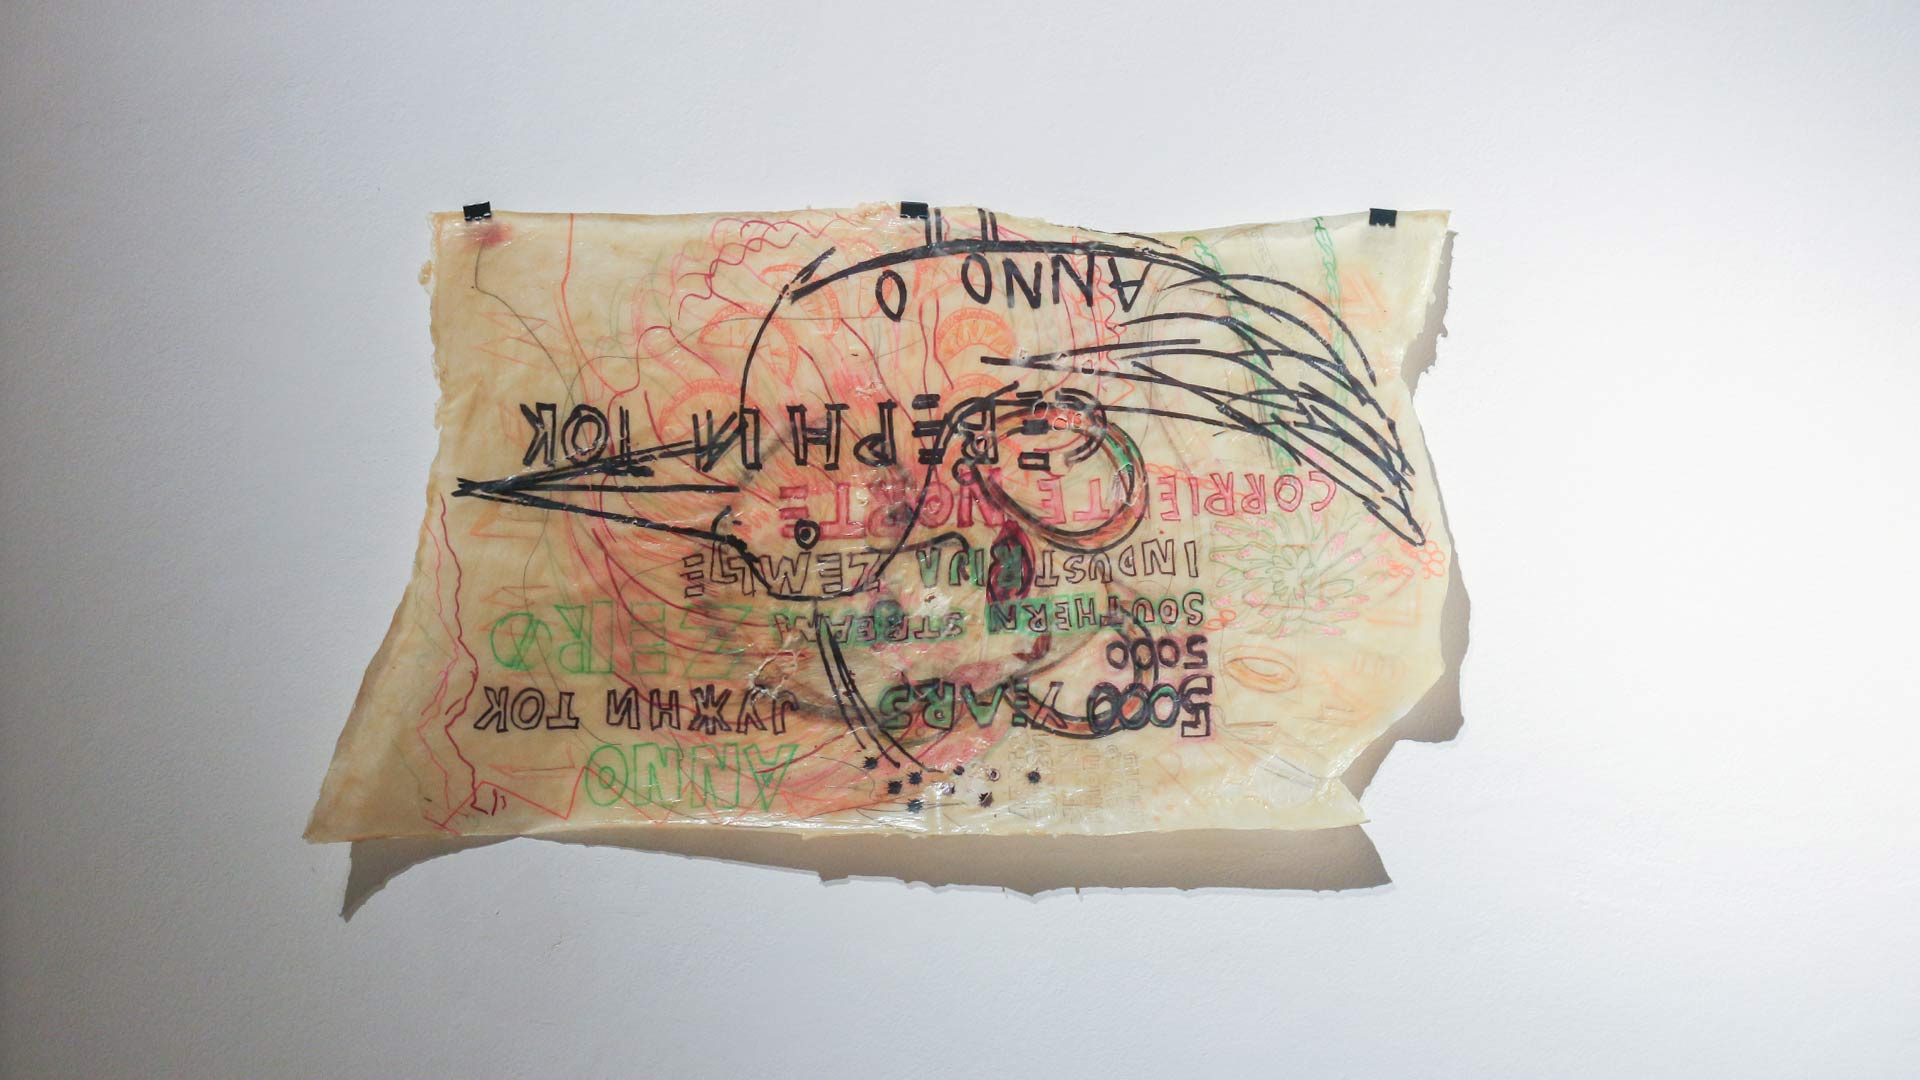 ANNO
5000 YEARS ЈУЖНИ ТОК
5000
SOUTHERN STREAM ZERO
INDUSTRIJA ZEMLJE
CORRIENTE NORTE
СЕВЕРНИ ТОК
ANNO 0